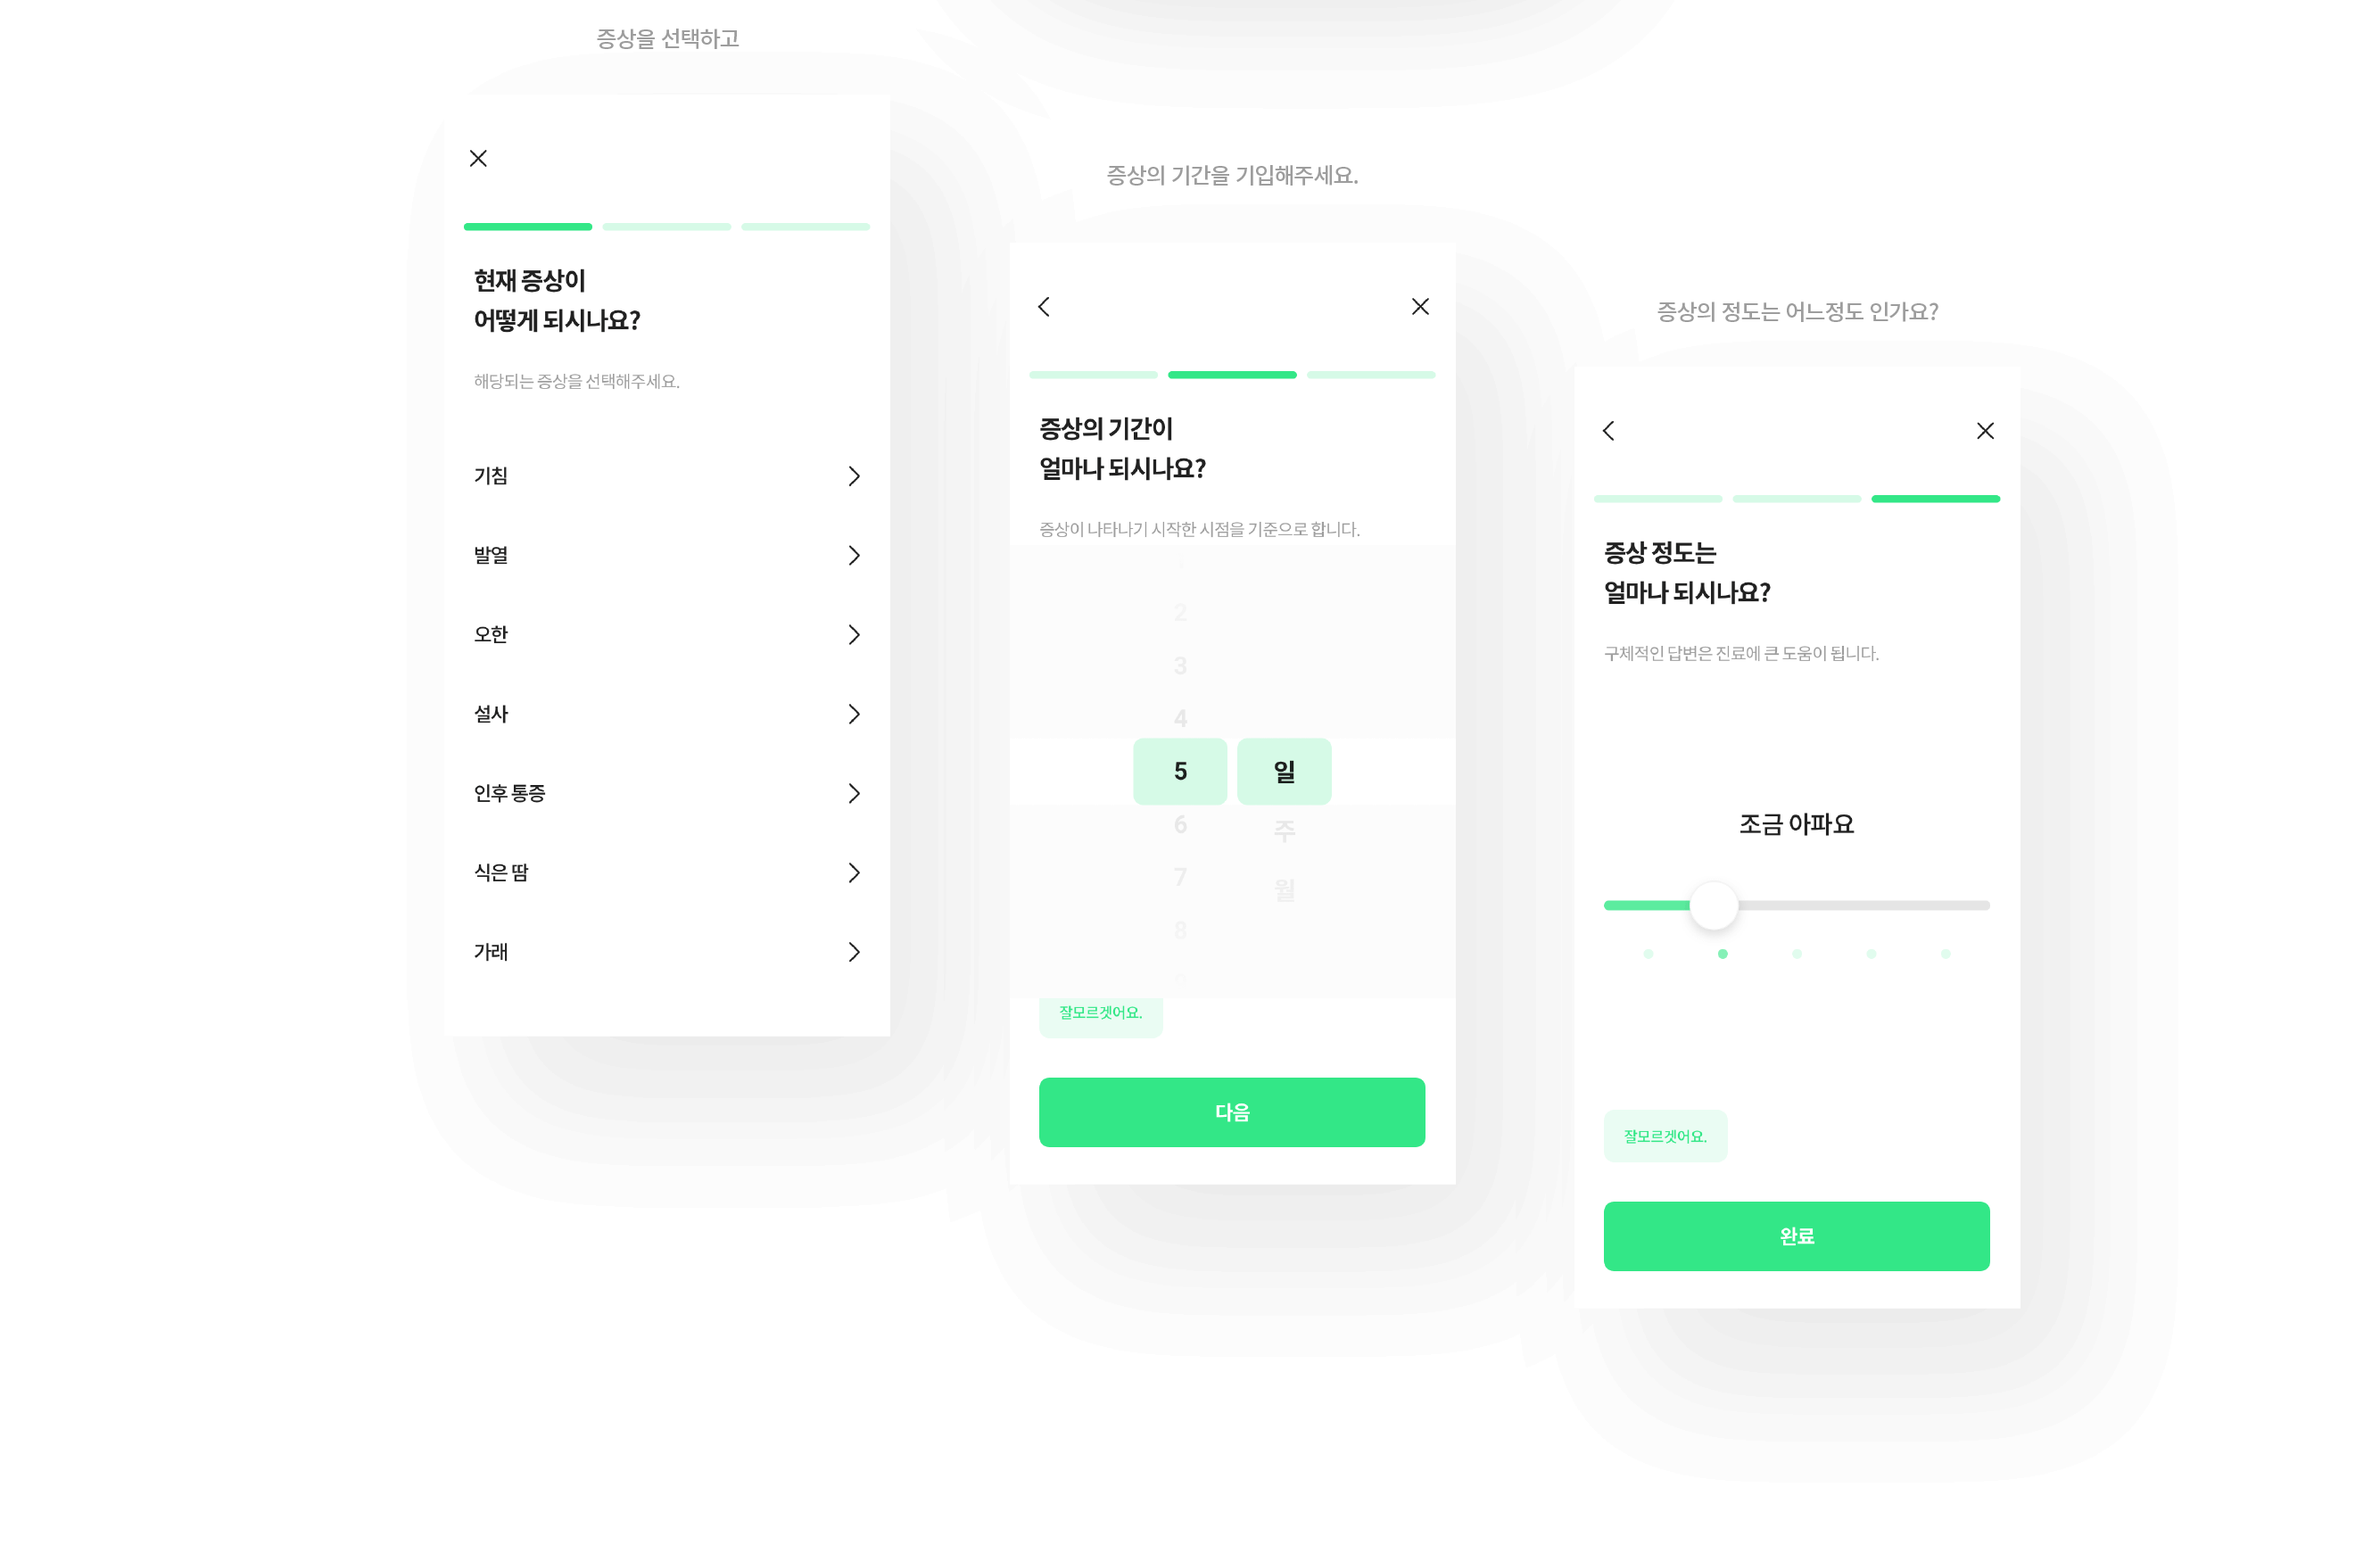 증상을 선택하고
현재 증상이
어떻게 되시나요?
해당되는 증상을 선택해주세요.
기침
발열
오한
설사
인후 통증
식은 땀
가래
증상의 기간을 기입해주세요.
증상의 기간이
얼마나 되시나요?
증상이 나타나기 시작한 시점을 기준으로 합니다.
2
3
4
5 일
6 주
7 월
8
잘모르겟어요.
다음
증상의 정도는 어느정도 인가요?
증상 정도는
얼마나 되시나요?
구체적인 답변은 진료에 큰 도움이 됩니다.
조금 아파요
잘모르겟어요.
완료